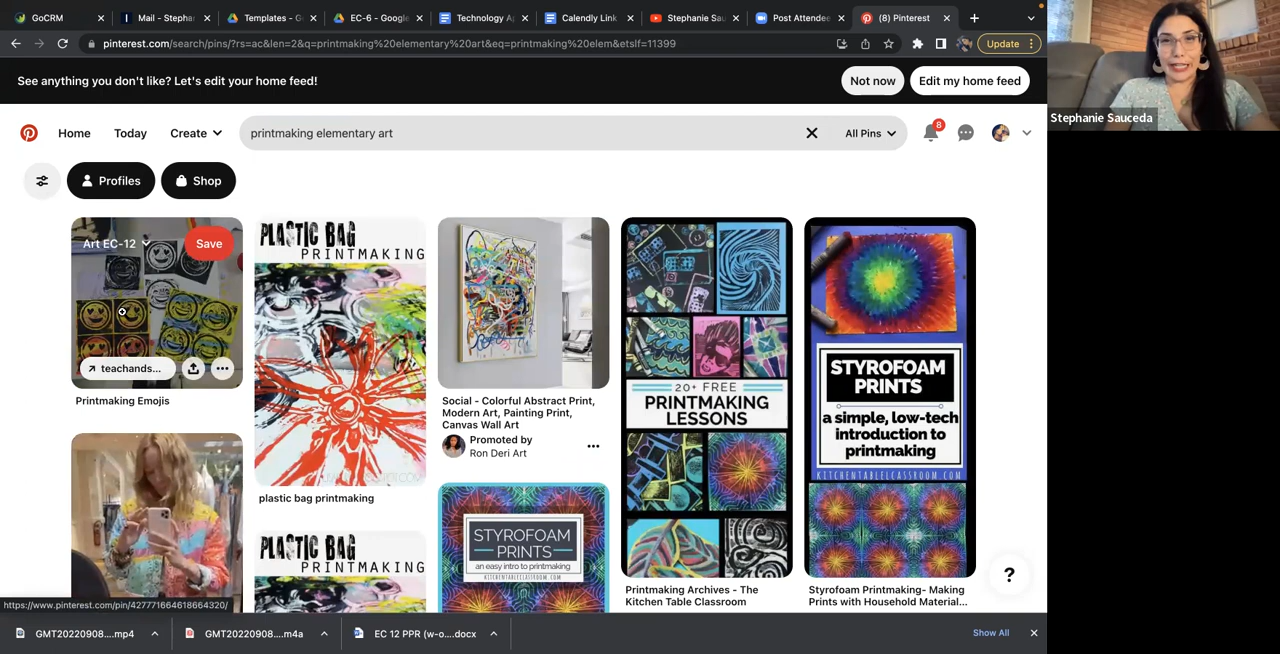 GoCRM
Mail - Stephan
Templates - Go
EC-6 - Google
Technology Ap
Calendly Link
Stephanie Sau
Post Attendee
(8) Pinterest
pinterest.com/search/pins/?rs=ac&len=2&q=printmaking%20elementary%20art&eq=printmaking%20elem&etslf=11399
Update
See anything you don't like? Let's edit your home feed!
Not now
Edit my home feed
Stephanie Sauceda
Home
Today
Create
printmaking elementary art
All Pins
8
Profiles
Shop
Art EC-12
Save
teachands...
Printmaking Emojis
PLASTIC BAG
PRINTMAKING
plastic bag printmaking
PLASTIC BAG
PRINTMAKING
Social - Colorful Abstract Print,
Modern Art, Painting Print,
Canvas Wall Art
Promoted by
Ron Deri Art
STYROFOAM
PRINTS
an easy intro to printmaking
KITCHENTABLECLASSROOM.COM
20+ FREE
PRINTMAKING
LESSONS
Printmaking Archives - The
Kitchen Table Classroom
STYROFOAM
PRINTS
a simple, low-tech
introduction to
printmaking
KITCHENTABLECLASSROOM.COM
Styrofoam Printmaking- Making
Prints with Household Material...
?
https://www.pinterest.com/pin/427771664618664320/
GMT20220908....mp4
GMT20220908....m4a
EC 12 PPR (w-o....docx
Show All